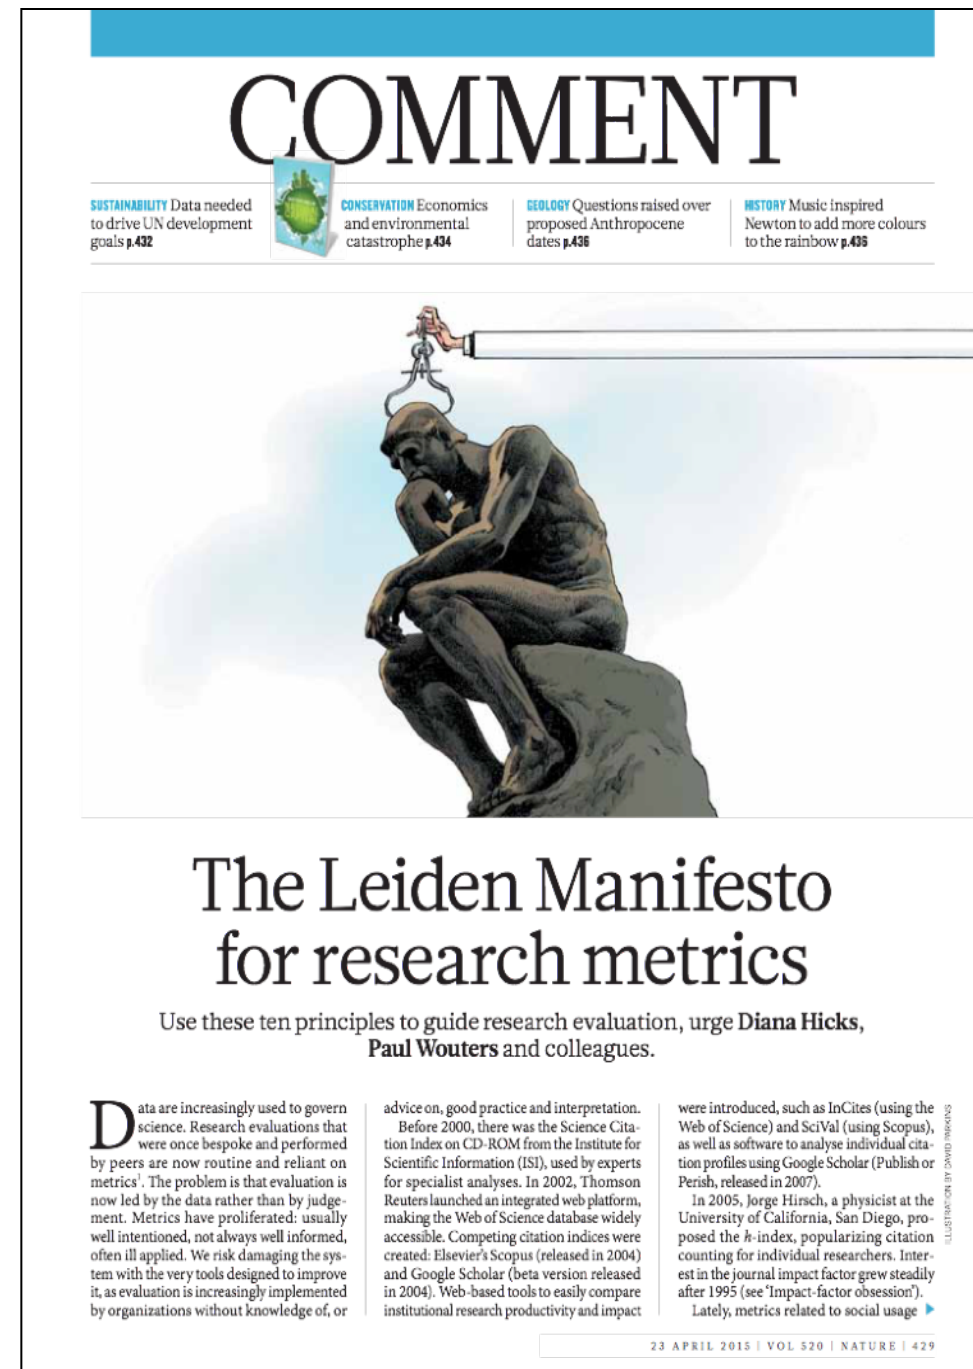 COMMENT
SUSTAINABILITY Data needed
to drive UN development
goals p.432
CONSERVATION Economics
and environmental
catastrophe p.434
GEOLOGY Questions raised over
proposed Anthropocene
dates p.436
HISTORY Music inspired
Newton to add more colours
to the rainbow p.436
The Leiden Manifesto
for research metrics
Use these ten principles to guide research evaluation, urge Diana Hicks,
Paul Wouters and colleagues.
Data are increasingly used to govern
science. Research evaluations that
were once bespoke and performed
by peers are now routine and reliant on
metrics¹. The problem is that evaluation is
now led by the data rather than by judge-
ment. Metrics have proliferated: usually
well intentioned, not always well informed,
often ill applied. We risk damaging the sys-
tem with the very tools designed to improve
it, as evaluation is increasingly implemented
by organizations without knowledge of, or
advice on, good practice and interpretation.
Before 2000, there was the Science Cita-
tion Index on CD-ROM from the Institute for
Scientific Information (ISI), used by experts
for specialist analyses. In 2002, Thomson
Reuters launched an integrated web platform,
making the Web of Science database widely
accessible. Competing citation indices were
created: Elsevier's Scopus (released in 2004)
and Google Scholar (beta version released
in 2004). Web-based tools to easily compare
institutional research productivity and impact
were introduced, such as InCites (using the
Web of Science) and SciVal (using Scopus),
as well as software to analyse individual cita-
tion profiles using Google Scholar (Publish or
Perish, released in 2007).
In 2005, Jorge Hirsch, a physicist at the
University of California, San Diego, pro-
posed the h-index, popularizing citation
counting for individual researchers. Inter-
est in the journal impact factor grew steadily
after 1995 (see 'Impact-factor obsession').
Lately, metrics related to social usage
ILLUSTRATION BY DAVID PARKINS
23 APRIL 2015 | VOL 520 | NATURE | 429